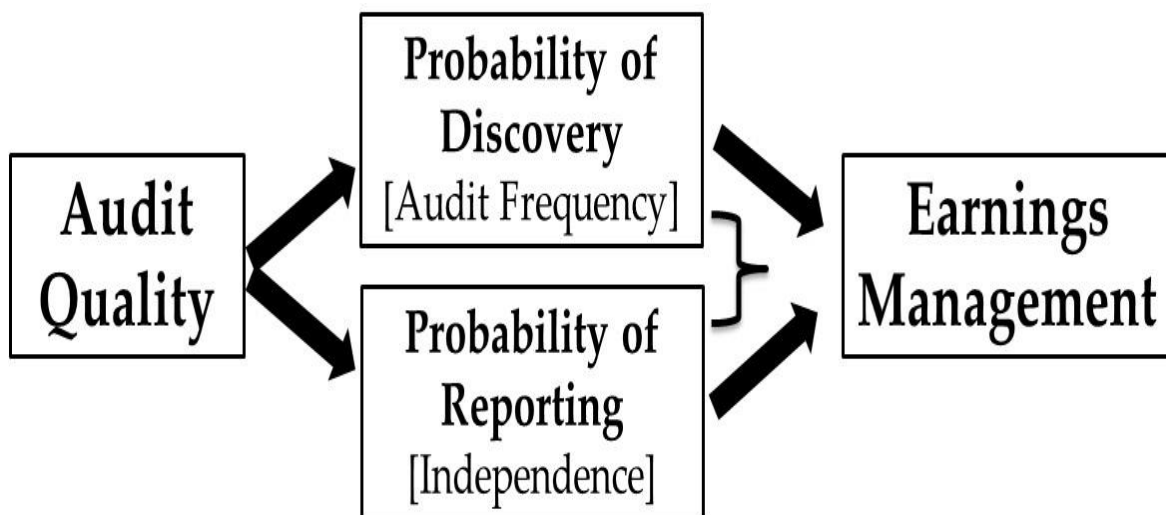 Audit
Quality
Probability of
Discovery
[Audit Frequency]
Probability of
Reporting
[Independence]
Earnings
Management